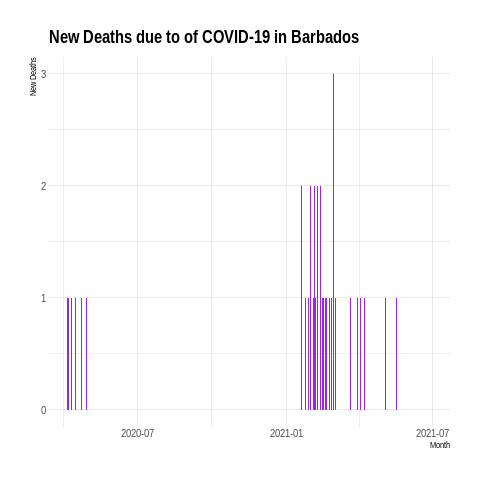 New Deaths due to of COVID-19 in Barbados
New Deaths
3
2
1
0
2020-07
2021-01
2021-07
Month